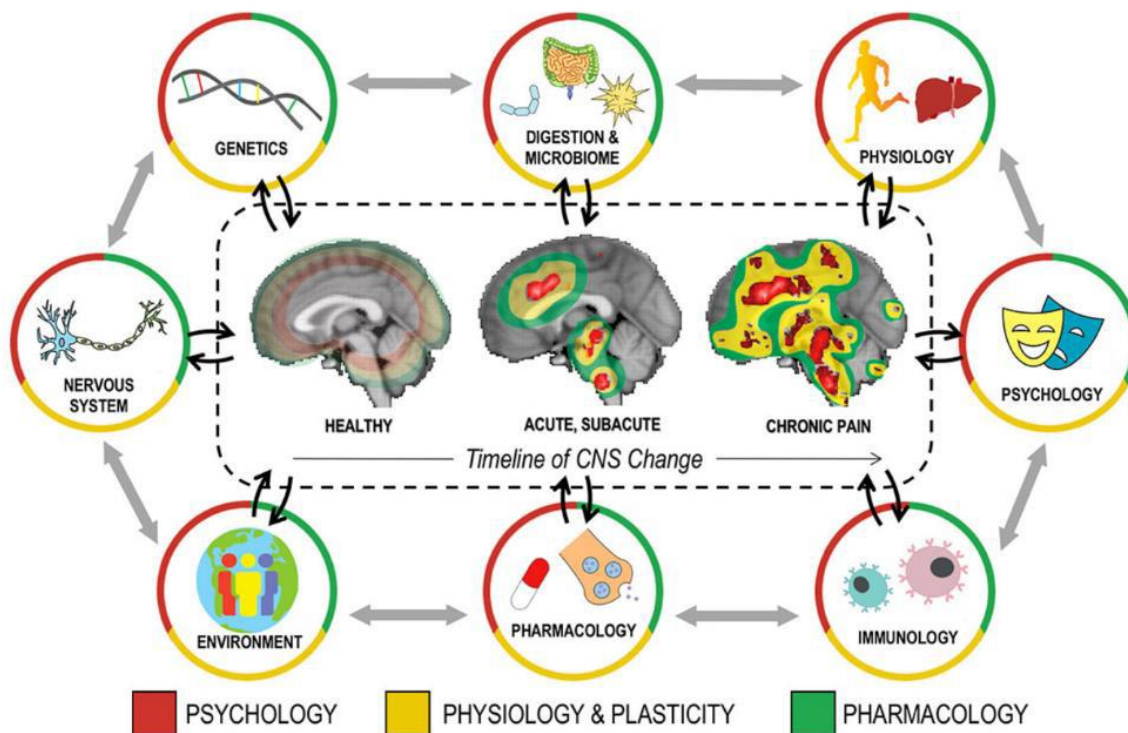 GENETICS
DIGESTION &
MICROBIOME
PHYSIOLOGY
NERVOUS
SYSTEM
HEALTHY
ACUTE, SUBACUTE
CHRONIC PAIN
PSYCHOLOGY
Timeline of CNS Change
ENVIRONMENT
PHARMACOLOGY
IMMUNOLOGY
PSYCHOLOGY
PHYSIOLOGY & PLASTICITY
PHARMACOLOGY